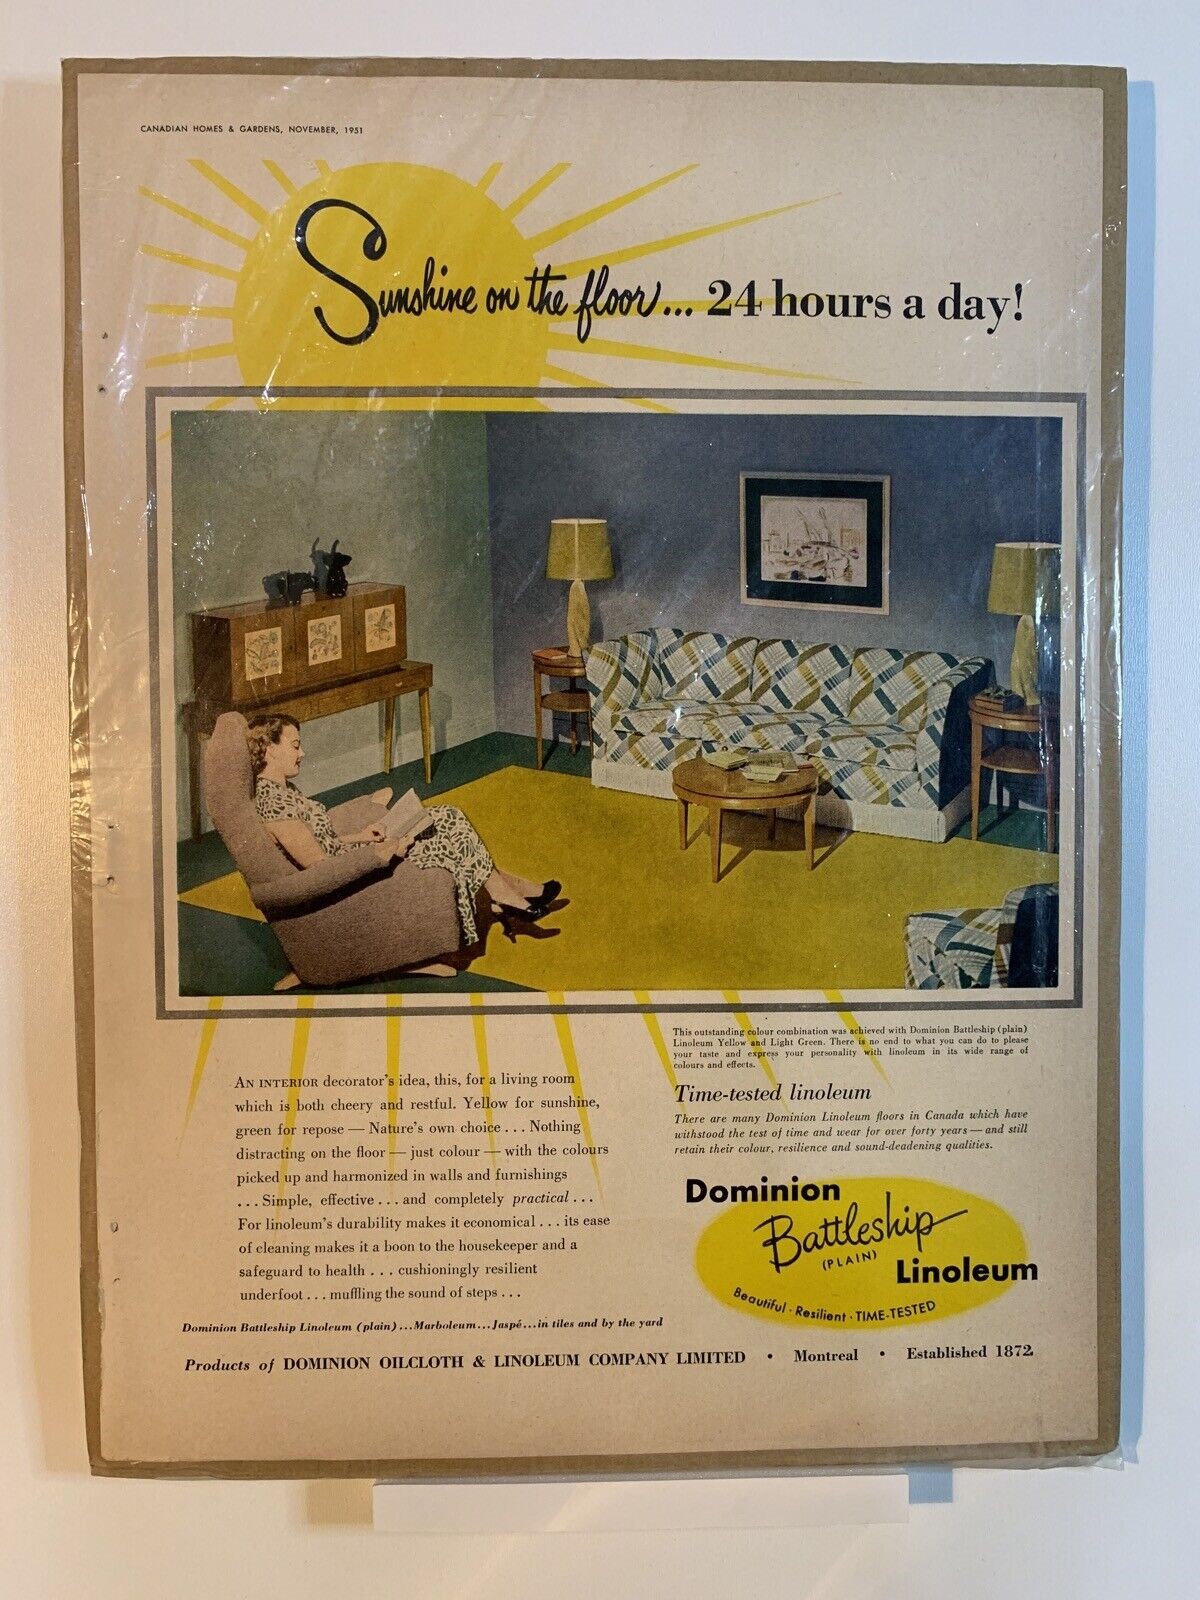 CANADIAN HOMES & GARDENS, NOVEMBER, 1951
Sunshine on the floor... 24 hours a day!
This outstanding colour combination was achieved with Dominion Battleship (plain)
Linoleum Yellow and Light Green. There is no end to what you can do to please
your taste and express your personality with linoleum in its wide range of
colours and effects.
AN INTERIOR decorator's idea, this, for a living room
which is both cheery and restful. Yellow for sunshine,
green for repose — Nature's own choice . . . Nothing
distracting on the floor — just colour — with the colours
picked up and harmonized in walls and furnishings
. . . Simple, effective . . . and completely practical . . .
For linoleum's durability makes it economical . . . its ease
of cleaning makes it a boon to the housekeeper and a
safeguard to health . . . cushioningly resilient
underfoot . . . muffling the sound of steps . . .
Time-tested linoleum
There are many Dominion Linoleum floors in Canada which have
withstood the test of time and wear for over forty years — and still
retain their colour, resilience and sound-deadening qualities.
Dominion
Battleship
(PLAIN)
Linoleum
Beautiful · Resilient · TIME-TESTED
Dominion Battleship Linoleum (plain)...Marboleum...Jaspé...in tiles and by the yard
Products of DOMINION OILCLOTH & LINOLEUM COMPANY LIMITED • Montreal • Established 1872